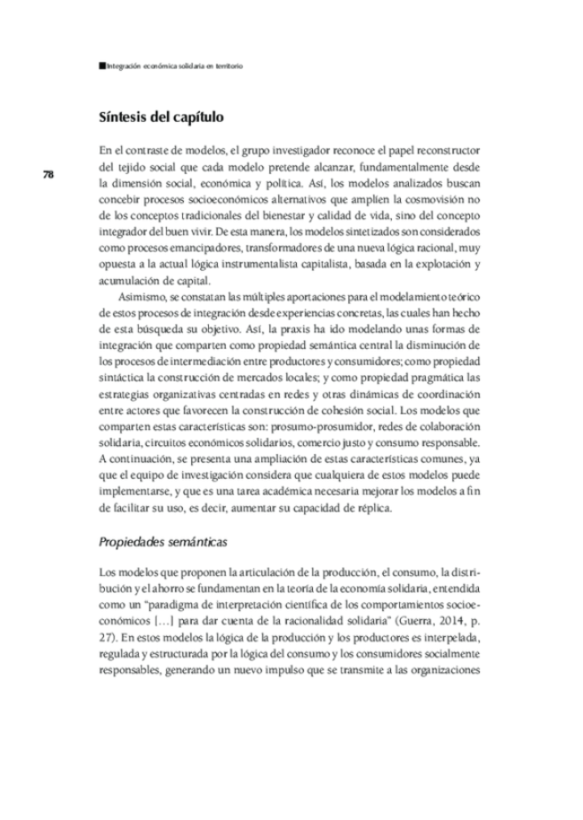 Integración económica solidaria en territorio
Síntesis del capítulo
En el contraste de modelos, el grupo investigador reconoce el papel reconstructor
78
del tejido social que cada modelo pretende alcanzar, fundamentalmente desde
la dimensión social, económica y política. Así, los modelos analizados buscan
concebir procesos socioeconómicos alternativos que amplíen la cosmovisión no
de los conceptos tradicionales del bienestar y calidad de vida, sino del concepto
integrador del buen vivir. De esta manera, los modelos sintetizados son considerados
como procesos emancipadores, transformadores de una nueva lógica racional, muy
opuesta a la actual lógica instrumentalista capitalista, basada en la explotación y
acumulación de capital.
Asimismo, se constatan las múltiples aportaciones para el modelamiento teórico
de estos procesos de integración desde experiencias concretas, las cuales han hecho
de esta búsqueda su objetivo. Así, la praxis ha ido modelando unas formas de
integración que comparten como propiedad semántica central la disminución de
los procesos de intermediación entre productores y consumidores; como propiedad
sintáctica la construcción de mercados locales; y como propiedad pragmática las
estrategias organizativas centradas en redes y otras dinámicas de coordinación
entre actores que favorecen la construcción de cohesión social. Los modelos que
comparten estas características son: prosumo-prosumidor, redes de colaboración
solidaria, circuitos económicos solidarios, comercio justo y consumo responsable.
A continuación, se presenta una ampliación de estas características comunes, ya
que el equipo de investigación considera que cualquiera de estos modelos puede
implementarse, y que es una tarea académica necesaria mejorar los modelos a fin
de facilitar su uso, es decir, aumentar su capacidad de réplica.
Propiedades semánticas
Los modelos que proponen la articulación de la producción, el consumo, la distri-
bución y el ahorro se fundamentan en la teoría de la economía solidaria, entendida
como un "paradigma de interpretación científica de los comportamientos socioe-
conómicos […] para dar cuenta de la racionalidad solidaria" (Guerra, 2014, p.
27). En estos modelos la lógica de la producción y los productores es interpelada,
regulada y estructurada por la lógica del consumo y los consumidores socialmente
responsables, generando un nuevo impulso que se transmite a las organizaciones